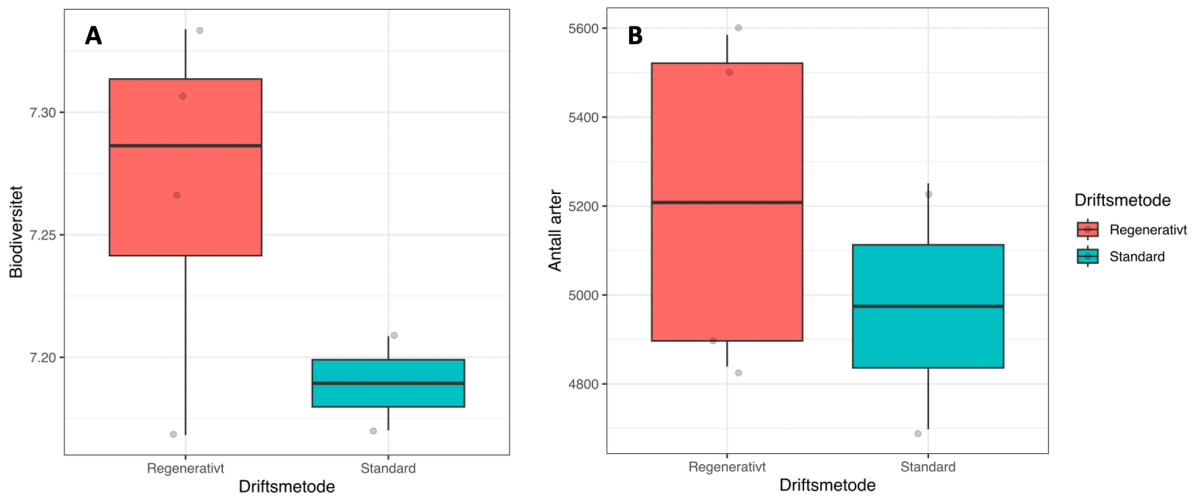 A
Biodiversitet
7.30
7.25
7.20
Regenerativt
Standard
Driftsmetode
B
Antall arter
5600
5400
5200
5000
4800
Regenerativt
Standard
Driftsmetode
Driftsmetode
Regenerativt
Standard